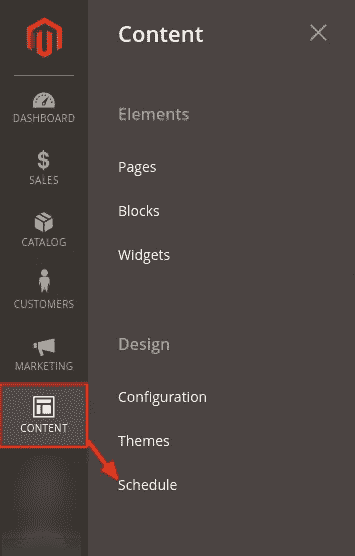 DASHBOARD
SALES
CATALOG
CUSTOMERS
MARKETING
CONTENT
Content
Elements
Pages
Blocks
Widgets
Design
Configuration
Themes
Schedule